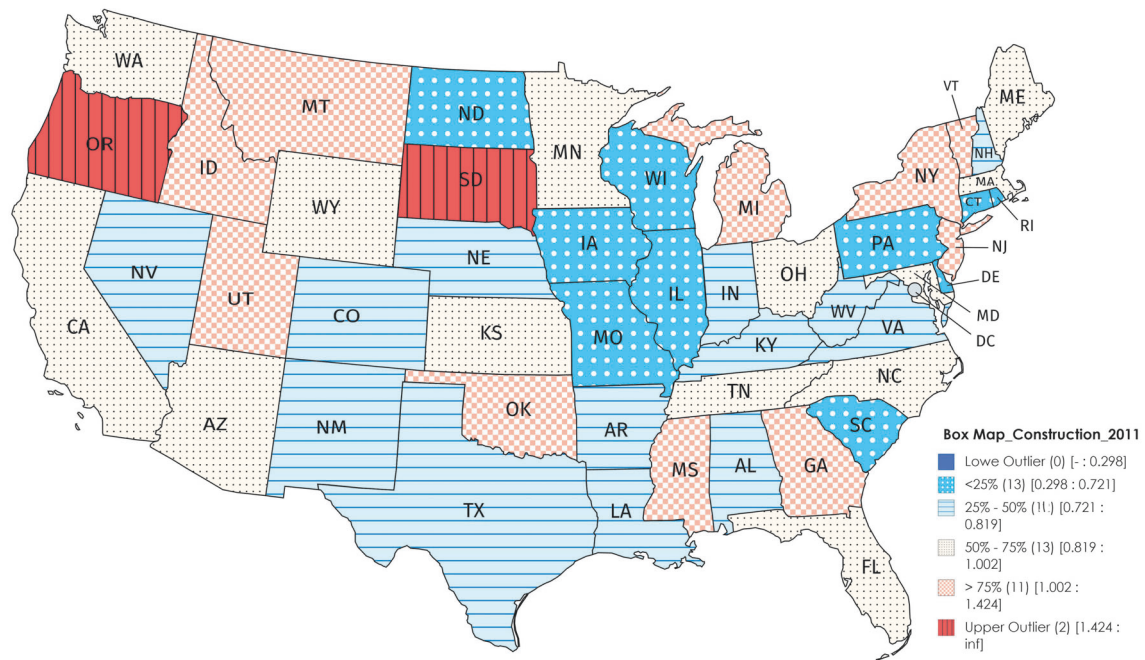 WA
ME
VT
MT
ND
OR
MN
NH
ID
SD
WI
NY
MA
WY
MI
CT
RI
IA
PA
NJ
NE
NV
OH
DE
UT
IL
IN
CO
WV
MD
CA
KS
MO
VA
DC
KY
NC
TN
OK
AZ
NM
AR
SC
MS
AL
GA
TX
LA
FL
Box Map_Construction_2011
Lowe Outlier (0) [- : 0.298]
<25% (13) [0.298 : 0.721]
25% - 50% [0.721 :
0.819]
50% - 75% (13) [0.819 :
1.002]
> 75% (11) [1.002 :
1.424]
Upper Outlier (2) [1.424 :
inf]